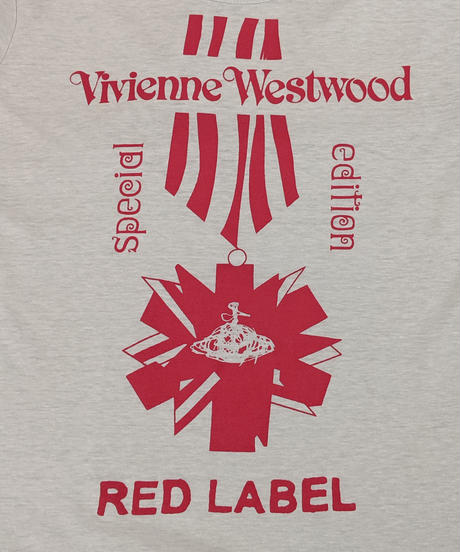 Vivienne Westwood
special
edition
RED LABEL